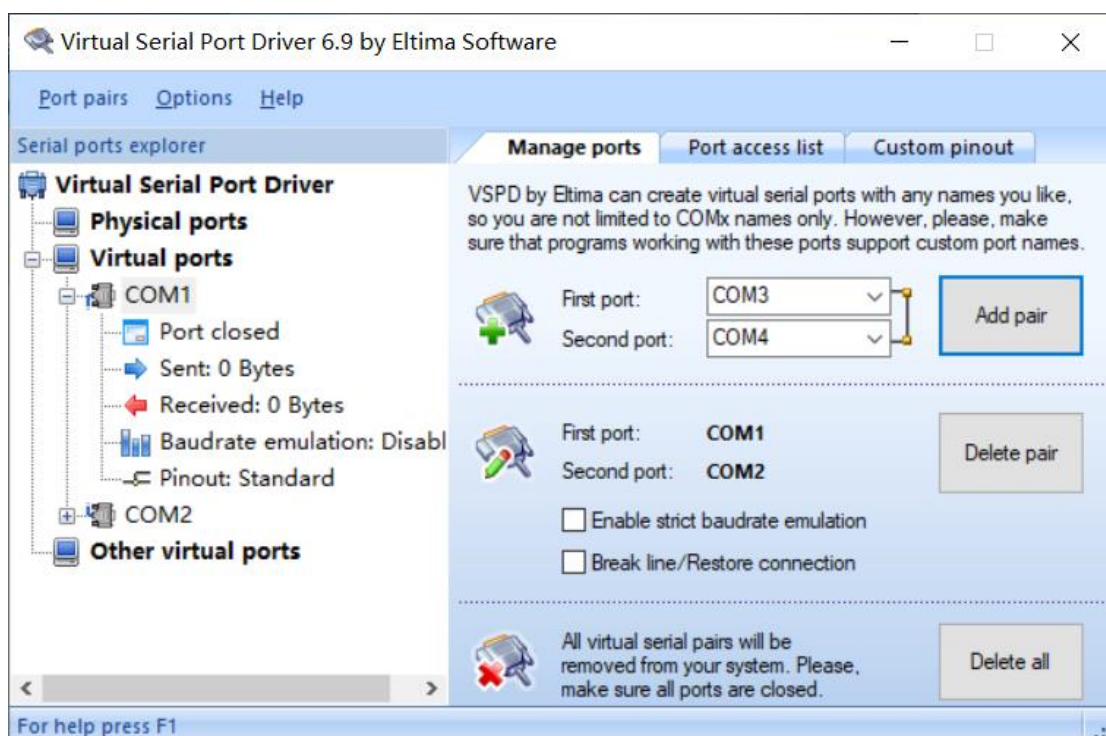 Virtual Serial Port Driver 6.9 by Eltima Software
Port pairs Options Help
Serial ports explorer
Virtual Serial Port Driver
Physical ports
Virtual ports
COM1
Port closed
Sent: 0 Bytes
Received: 0 Bytes
Baudrate emulation: Disabl
Pinout: Standard
COM2
Other virtual ports
Manage ports Port access list Custom pinout
VSPD by Eltima can create virtual serial ports with any names you like,
so you are not limited to COMx names only. However, please, make
sure that programs working with these ports support custom port names.
First port: COM3
Second port: COM4
Add pair
First port: COM1
Second port: COM2
Delete pair
Enable strict baudrate emulation
Break line/Restore connection
All virtual serial pairs will be
removed from your system. Please,
make sure all ports are closed.
Delete all
For help press F1